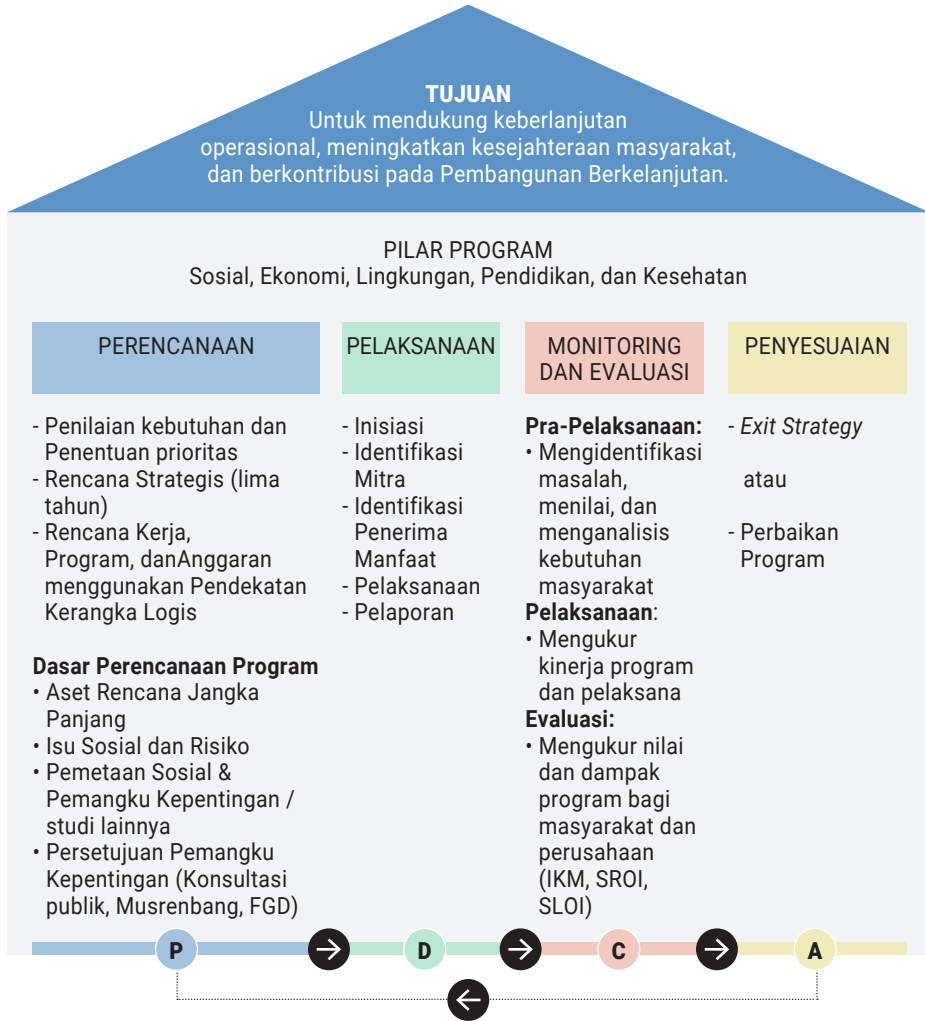 TUJUAN
Untuk mendukung keberlanjutan
operasional, meningkatkan kesejahteraan masyarakat,
dan berkontribusi pada Pembangunan Berkelanjutan.
PILAR PROGRAM
Sosial, Ekonomi, Lingkungan, Pendidikan, dan Kesehatan
PERENCANAAN
- Penilaian kebutuhan dan
Penentuan prioritas
- Rencana Strategis (lima
tahun)
- Rencana Kerja,
Program, danAnggaran
menggunakan Pendekatan
Kerangka Logis
Dasar Perencanaan Program
• Aset Rencana Jangka
Panjang
• Isu Sosial dan Risiko
• Pemetaan Sosial &
Pemangku Kepentingan /
studi lainnya
• Persetujuan Pemangku
Kepentingan (Konsultasi
publik, Musrenbang, FGD)
PELAKSANAAN
- Inisiasi
- Identifikasi
Mitra
- Identifikasi
Penerima
Manfaat
- Pelaksanaan
- Pelaporan
MONITORING
DAN EVALUASI
Pra-Pelaksanaan:
• Mengidentifikasi
masalah,
menilai, dan
menganalisis
kebutuhan
masyarakat
Pelaksanaan:
• Mengukur
kinerja program
dan pelaksana
Evaluasi:
• Mengukur nilai
dan dampak
program bagi
masyarakat dan
perusahaan
(IKM, SROI,
SLOI)
PENYESUAIAN
- Exit Strategy
atau
- Perbaikan
Program
P
D
C
A